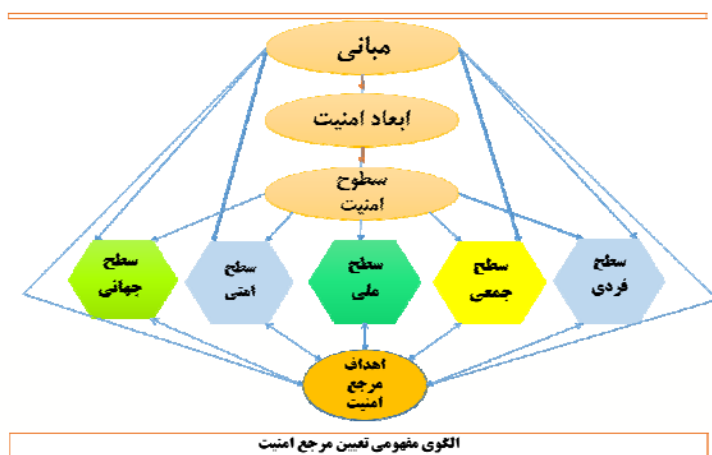 مبانی
ابعاد امنیت
سطوح
امنیت
سطح
فردی
سطح
جمعی
سطح
ملی
سطح
امتی
سطح
جهانی
اهداف
مرجع
امنیت
الگوی مفهومی تعیین مرجع امنیت